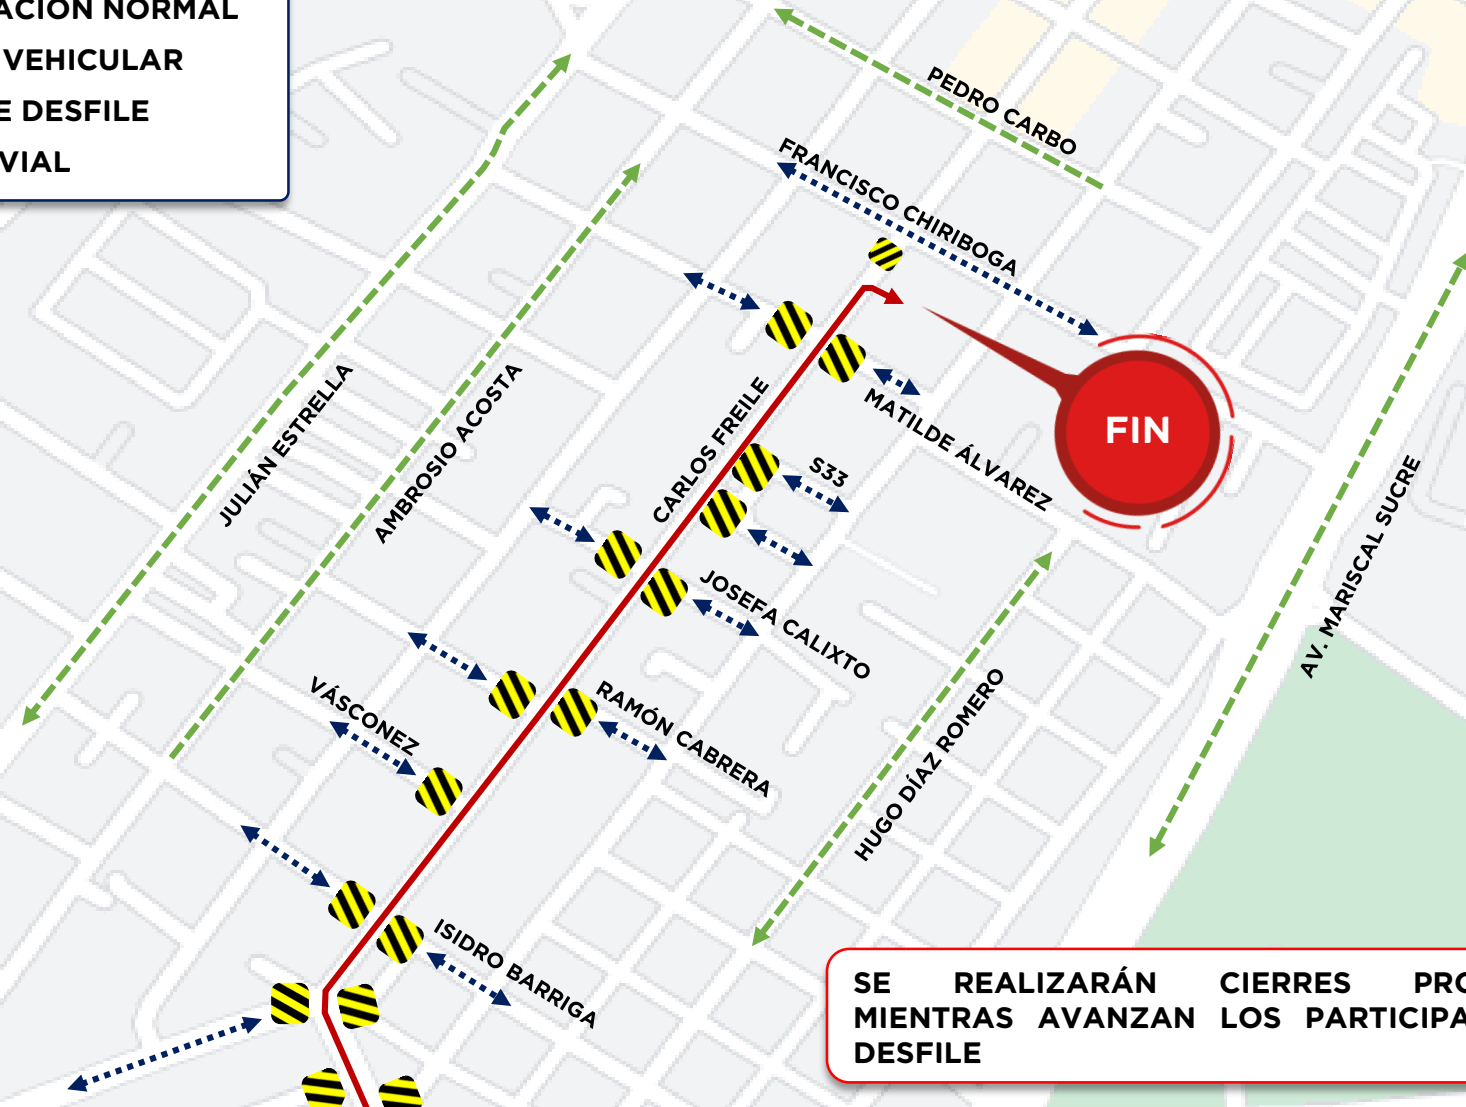 ACIÓN NORMAL
VEHICULAR
E DESFILE
VIAL
PEDRO CARBO
FRANCISCO CHIRIBOGA
JULIÁN ESTRELLA
AMBROSIO ACOSTA
CARLOS FREILE
MATILDE ÁLVAREZ
FIN
S33
AV. MARISCAL SUCRE
JOSEFA CALIXTO
VÁSCONEZ
RAMÓN CABRERA
HUGO DÍAZ ROMERO
ISIDRO BARRIGA
SE REALIZARÁN CIERRES PRO
MIENTRAS AVANZAN LOS PARTICIPA
DESFILE